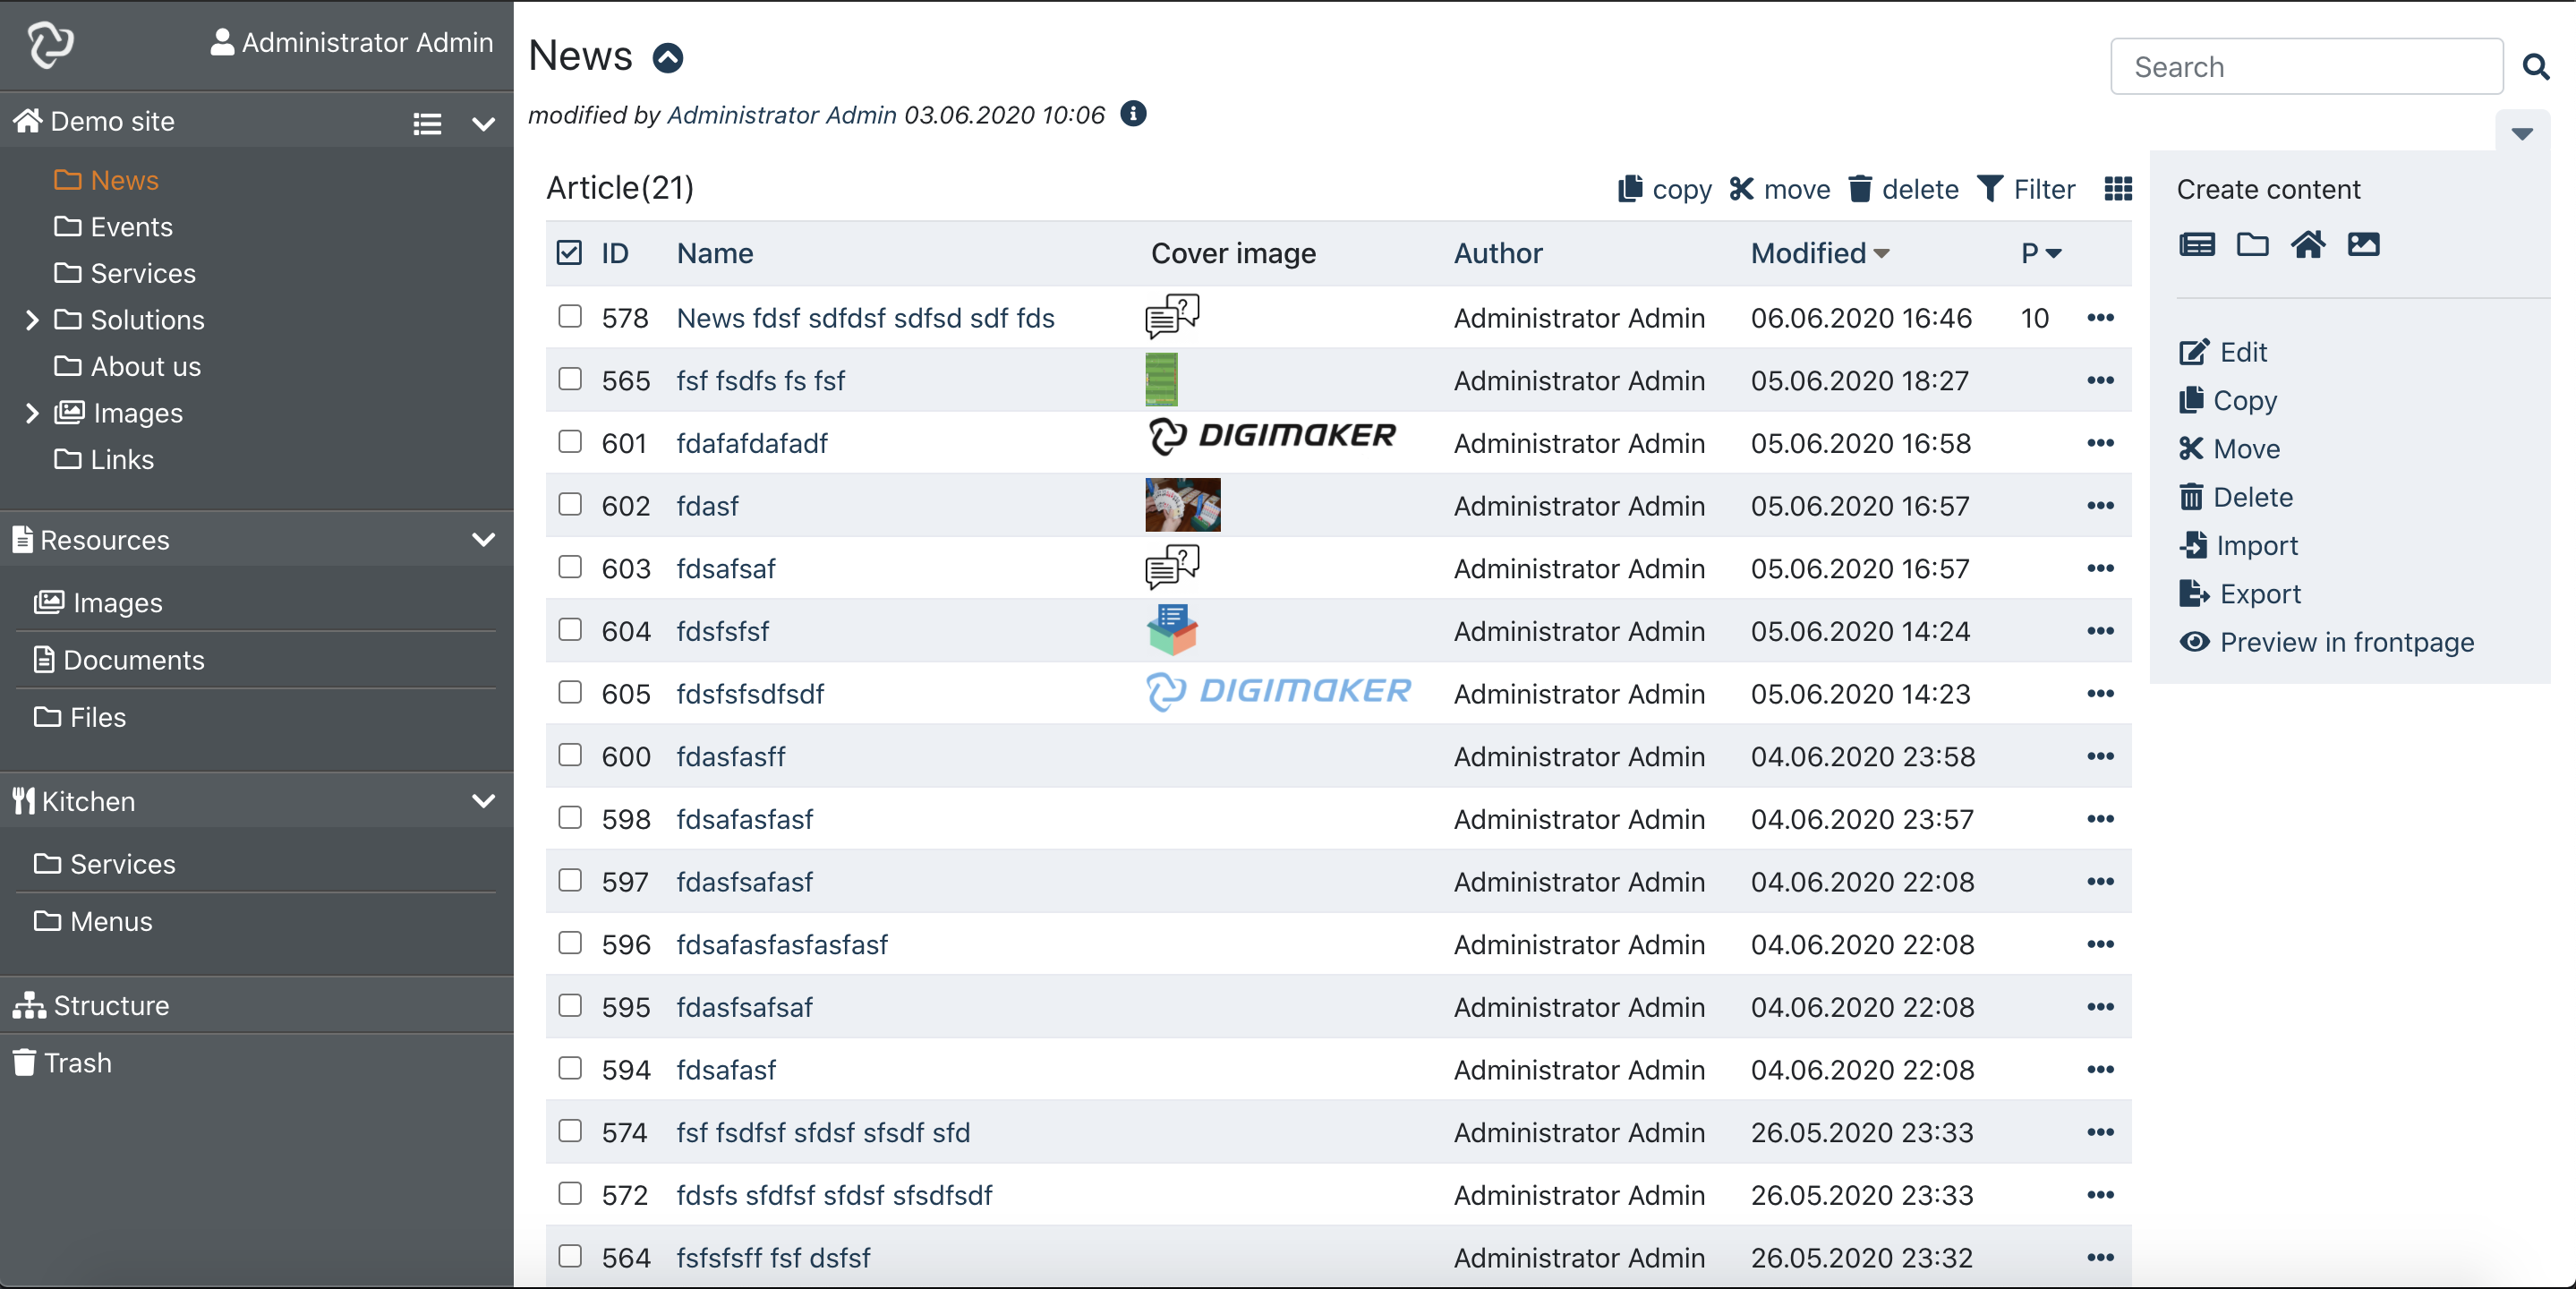 Administrator Admin
Demo site
News
Events
Services
Solutions
About us
Images
Links
Resources
Images
Documents
Files
Kitchen
Services
Menus
Structure
Trash
News
modified by Administrator Admin 03.06.2020 10:06
Search
Article(21)
copy move delete Filter
ID Name Cover image Author Modified P
578 News fdsf sdfdsf sdfsd sdf fds Administrator Admin 06.06.2020 16:46 10
565 fsf fsdfs fs fsf Administrator Admin 05.06.2020 18:27
601 fdafafdafadf DIGIMAKER Administrator Admin 05.06.2020 16:58
602 fdasf Administrator Admin 05.06.2020 16:57
603 fdsafsaf Administrator Admin 05.06.2020 16:57
604 fdsfsfsf Administrator Admin 05.06.2020 14:24
605 fdsfsfsdfsdf DIGIMAKER Administrator Admin 05.06.2020 14:23
600 fdasfasff Administrator Admin 04.06.2020 23:58
598 fdsafasfasf Administrator Admin 04.06.2020 23:57
597 fdasfsafasf Administrator Admin 04.06.2020 22:08
596 fdsafasfasfasfasf Administrator Admin 04.06.2020 22:08
595 fdasfsafsaf Administrator Admin 04.06.2020 22:08
594 fdsafasf Administrator Admin 04.06.2020 22:08
574 fsf fsdfsf sfdsf sfsdf sfd Administrator Admin 26.05.2020 23:33
572 fdsfs sfdfsf sfdsf sfsdfsdf Administrator Admin 26.05.2020 23:33
564 fsfsfsff fsf dsfsf Administrator Admin 26.05.2020 23:32
Create content
Edit
Copy
Move
Delete
Import
Export
Preview in frontpage